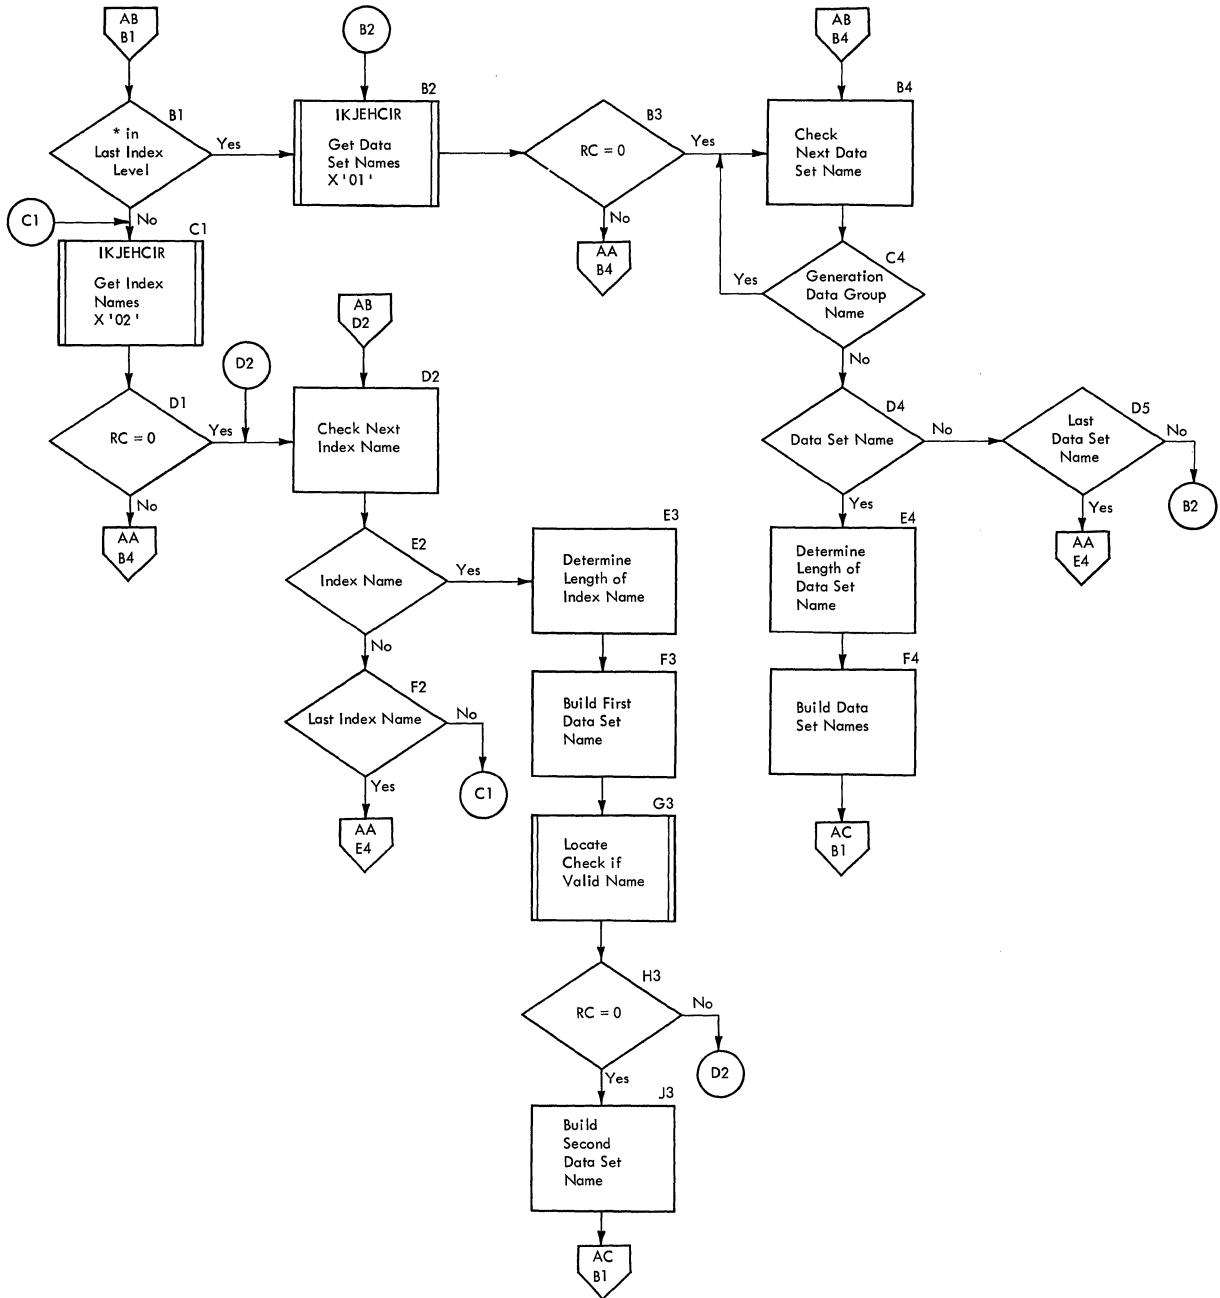 AB
B1
B2
AB
B4
B1
* in
Last Index
Level
Yes
No
B2
IKJEHCIR
Get Data
Set Names
X '01'
B3
RC = 0
Yes
No
AA
B4
B4
Check
Next Data
Set Name
C1
C1
IKJEHCIR
Get Index
Names
X '02'
C4
Generation
Data Group
Name
Yes
No
AB
D2
D2
D1
RC = 0
Yes
No
AA
B4
D2
Check Next
Index Name
D4
Data Set Name
No
Yes
D5
Last
Data Set
Name
No
B2
Yes
AA
E4
E2
Index Name
Yes
No
E3
Determine
Length of
Index Name
E4
Determine
Length of
Data Set
Name
F2
Last Index Name
No
C1
Yes
AA
E4
F3
Build First
Data Set
Name
F4
Build Data
Set Names
AC
B1
G3
Locate
Check if
Valid Name
H3
RC = 0
No
D2
Yes
J3
Build
Second
Data Set
Name
AC
B1